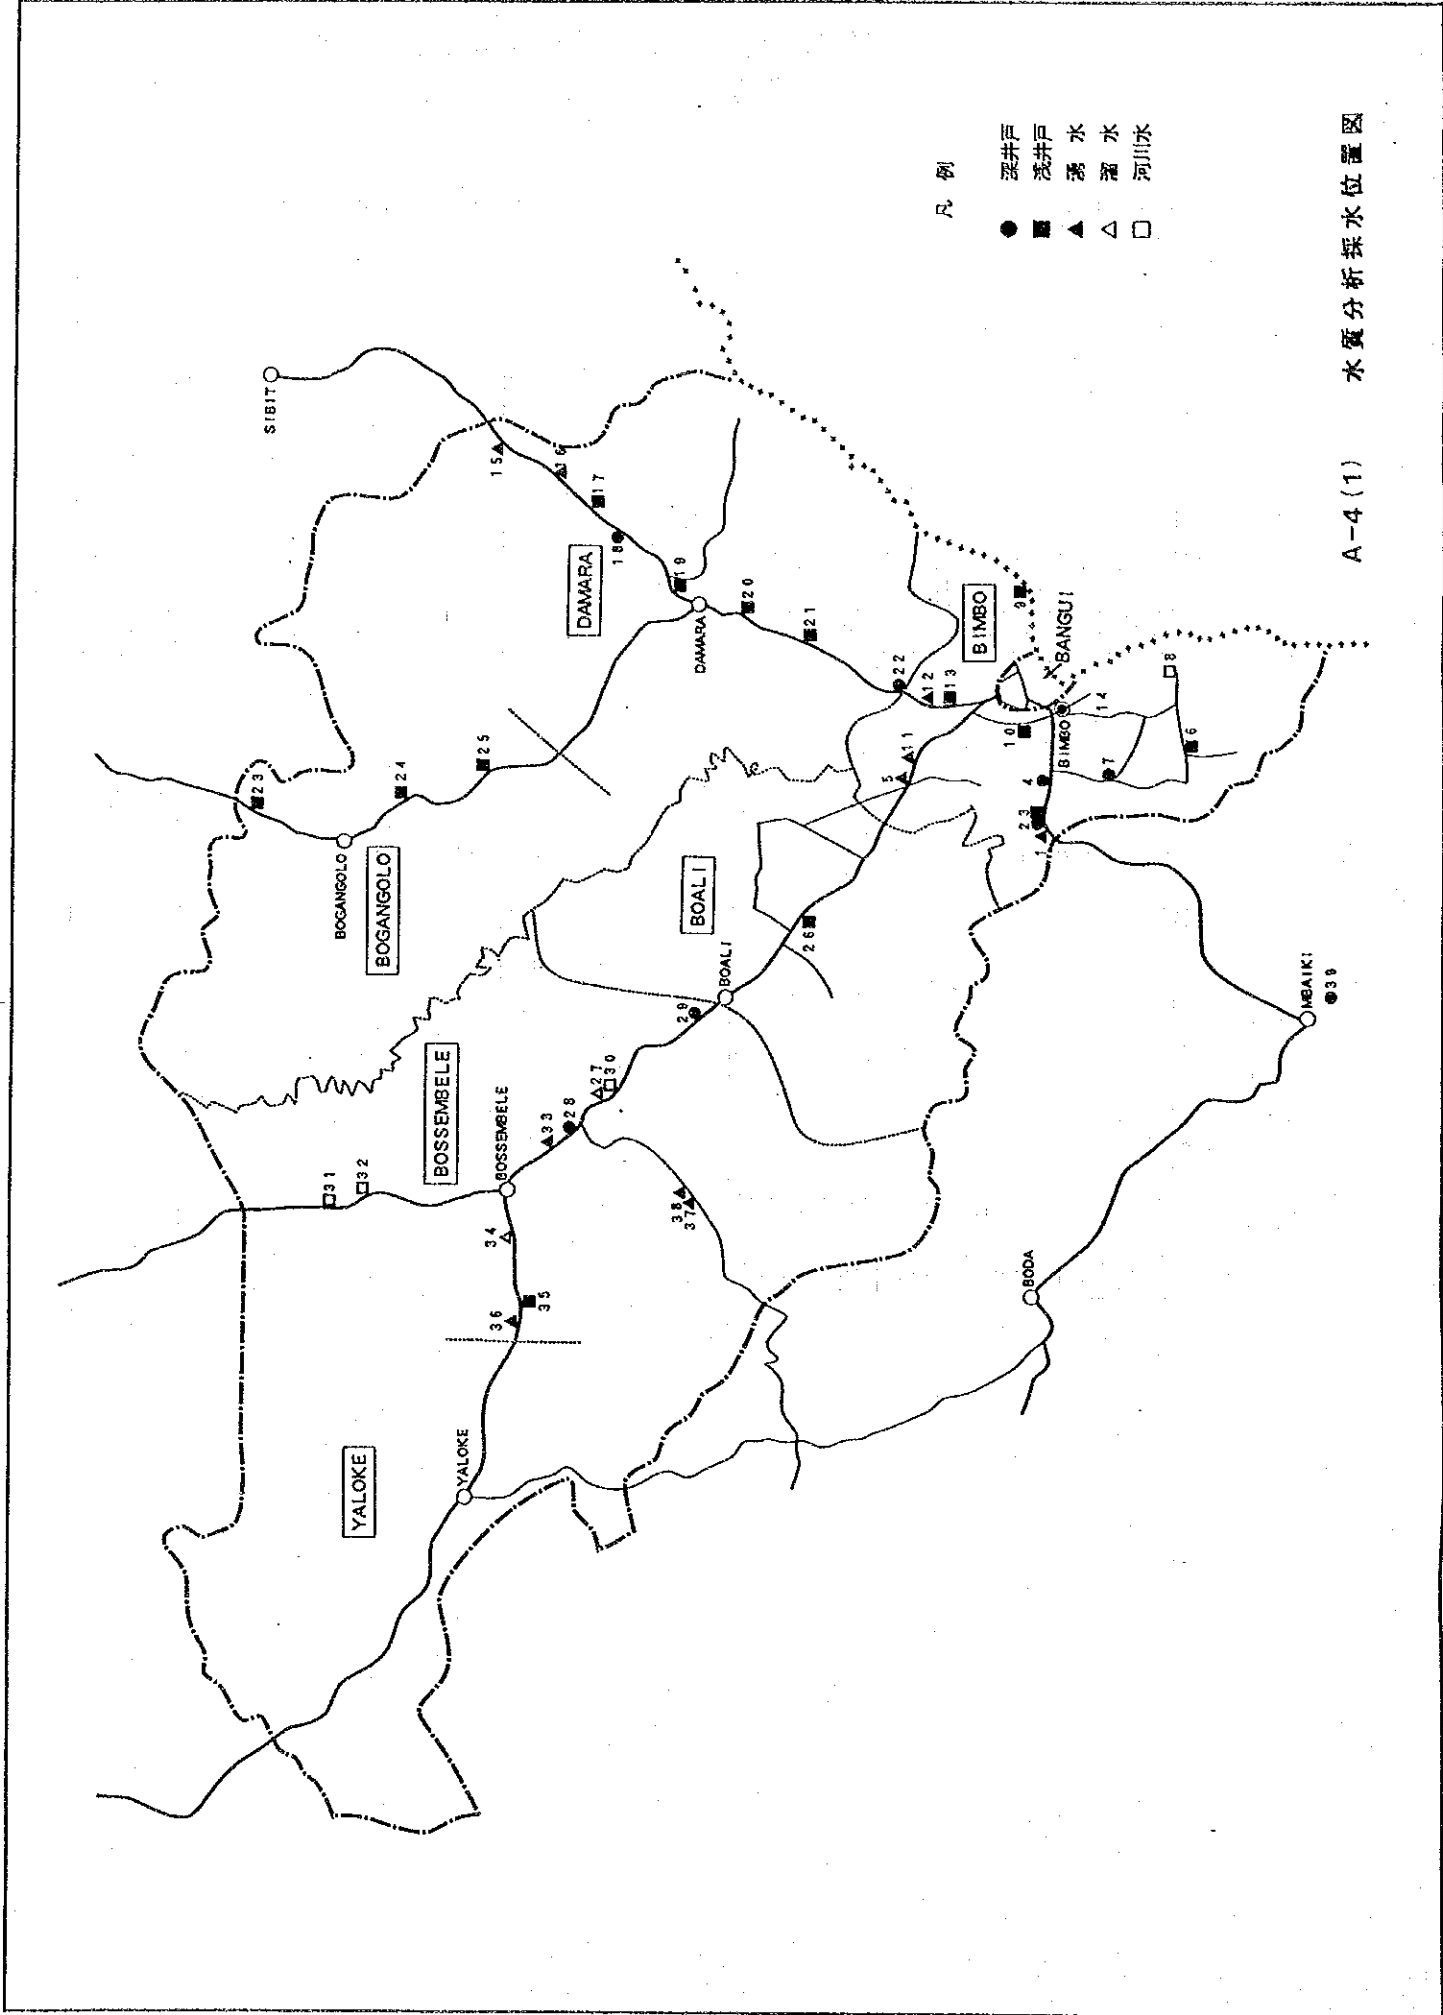 A-4(1) 水質分析採水位置図
凡例
● 深井戸
■ 浅井戸
▲ 湧水
△ 溜水
□ 河川水
SIBIT
15
16
17
18
DAMARA
19
DAMARA
20
21
22
12
13
BIMBO
9
BANGUI
BIMBO
14
10
8
6
7
4
23
1
11
5
23
24
25
BOGANGOLO
BOGANGOLO
BOALI
BOALI
26
29
27
30
28
33
BOSSEMBELE
BOSSEMBELE
31
32
34
35
36
38
37
YALOKE
YALOKE
BODA
MBAIKI
39